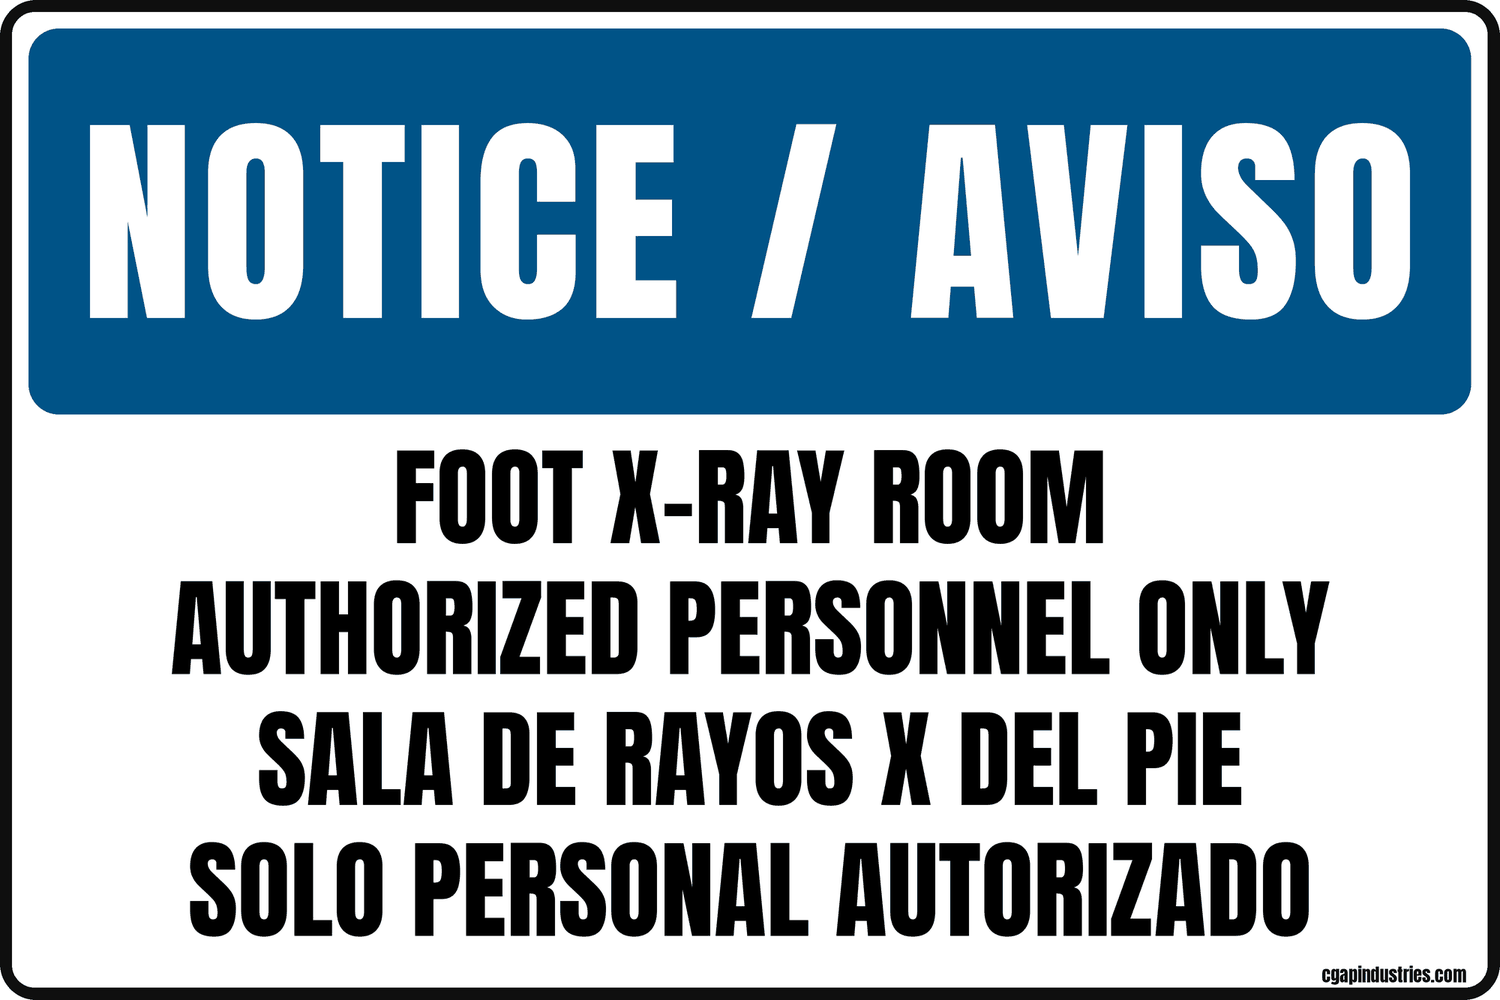 NOTICE / AVISO
FOOT X-RAY ROOM
AUTHORIZED PERSONNEL ONLY
SALA DE RAYOS X DEL PIE
SOLO PERSONAL AUTORIZADO
cgapindustries.com